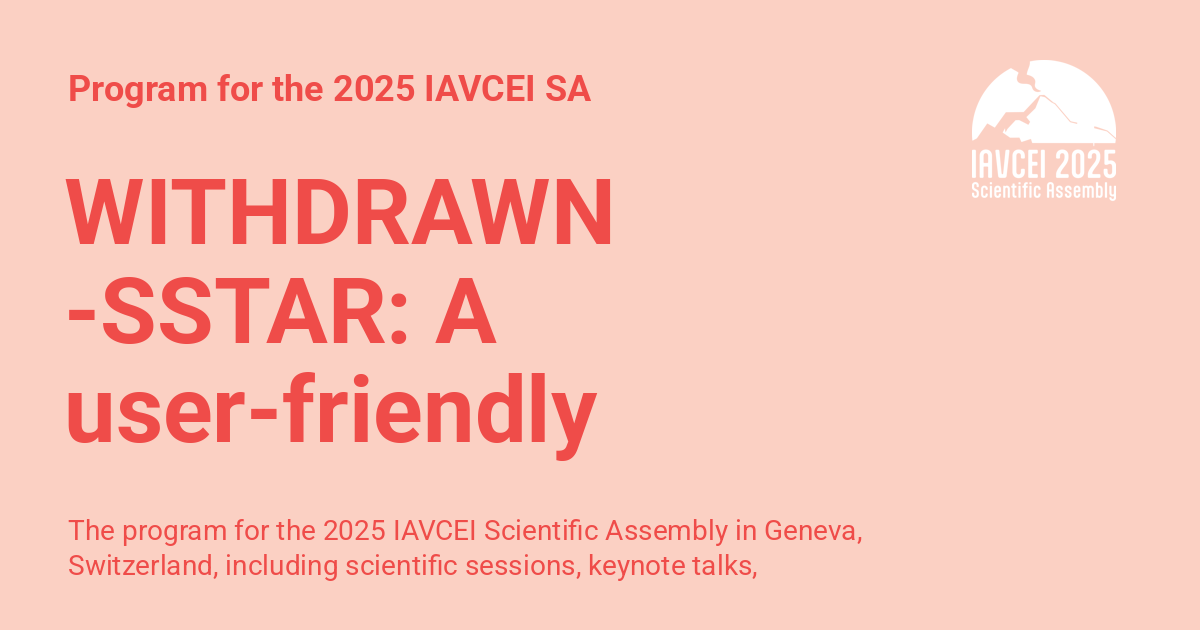 Program for the 2025 IAVCEI SA
IAVCEI 2025
Scientific Assembly
WITHDRAWN
-SSTAR: A
user-friendly
The program for the 2025 IAVCEI Scientific Assembly in Geneva,
Switzerland, including scientific sessions, keynote talks,